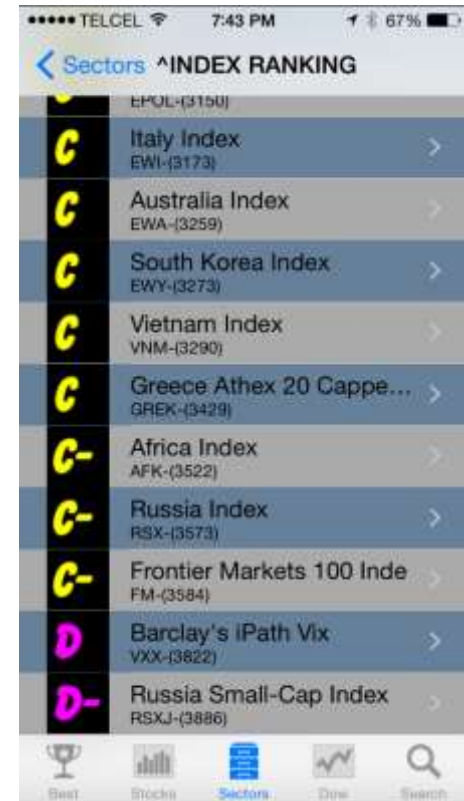 TELCEL 7:43 PM 67%
Sectors ^INDEX RANKING
EPOL-(3150)
C Italy Index
EWI-(3173)
C Australia Index
EWA-(3259)
C South Korea Index
EWY-(3273)
C Vietnam Index
VNM-(3290)
C Greece Athex 20 Cappe...
GREK-(3429)
C- Africa Index
AFK-(3522)
C- Russia Index
RSX-(3573)
C- Frontier Markets 100 Inde
FM-(3584)
D Barclay's iPath Vix
VXX-(3822)
D- Russia Small-Cap Index
RSXJ-(3886)
Best Stocks Sectors Dow Search